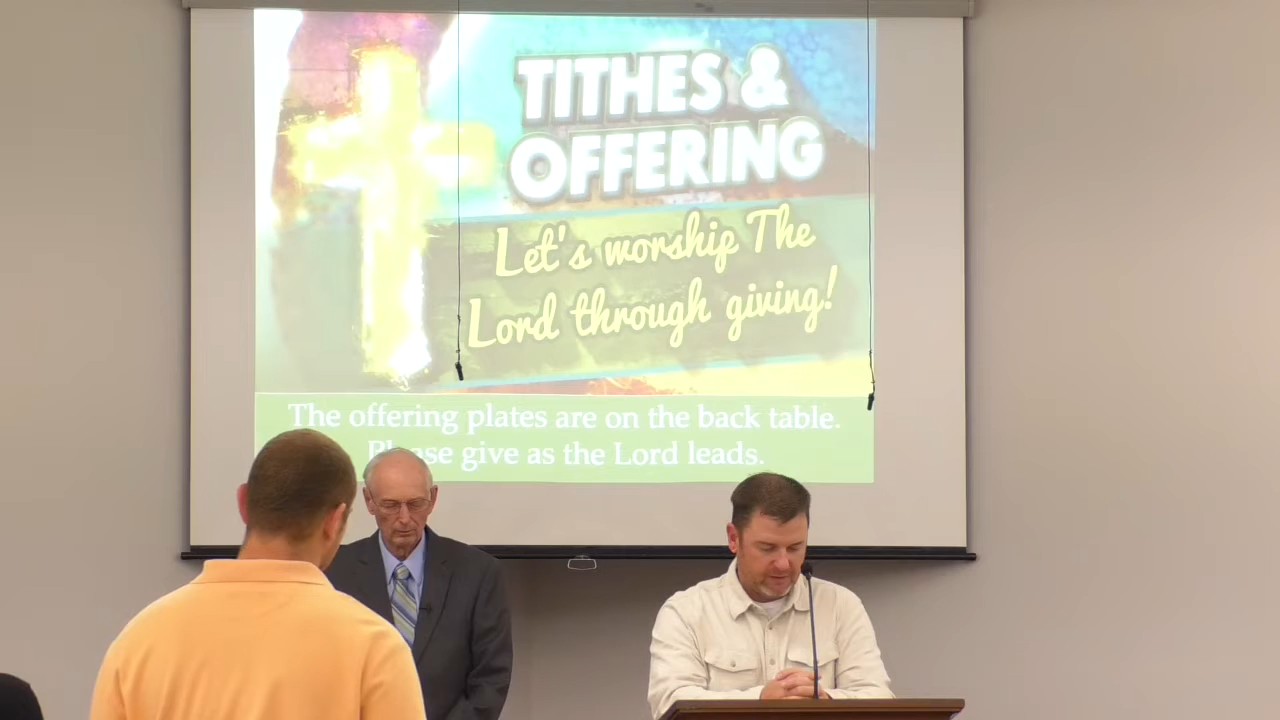 TITHES &
OFFERING
Let's worship The
Lord through giving!
The offering plates are on the back table.
Please give as the Lord leads.